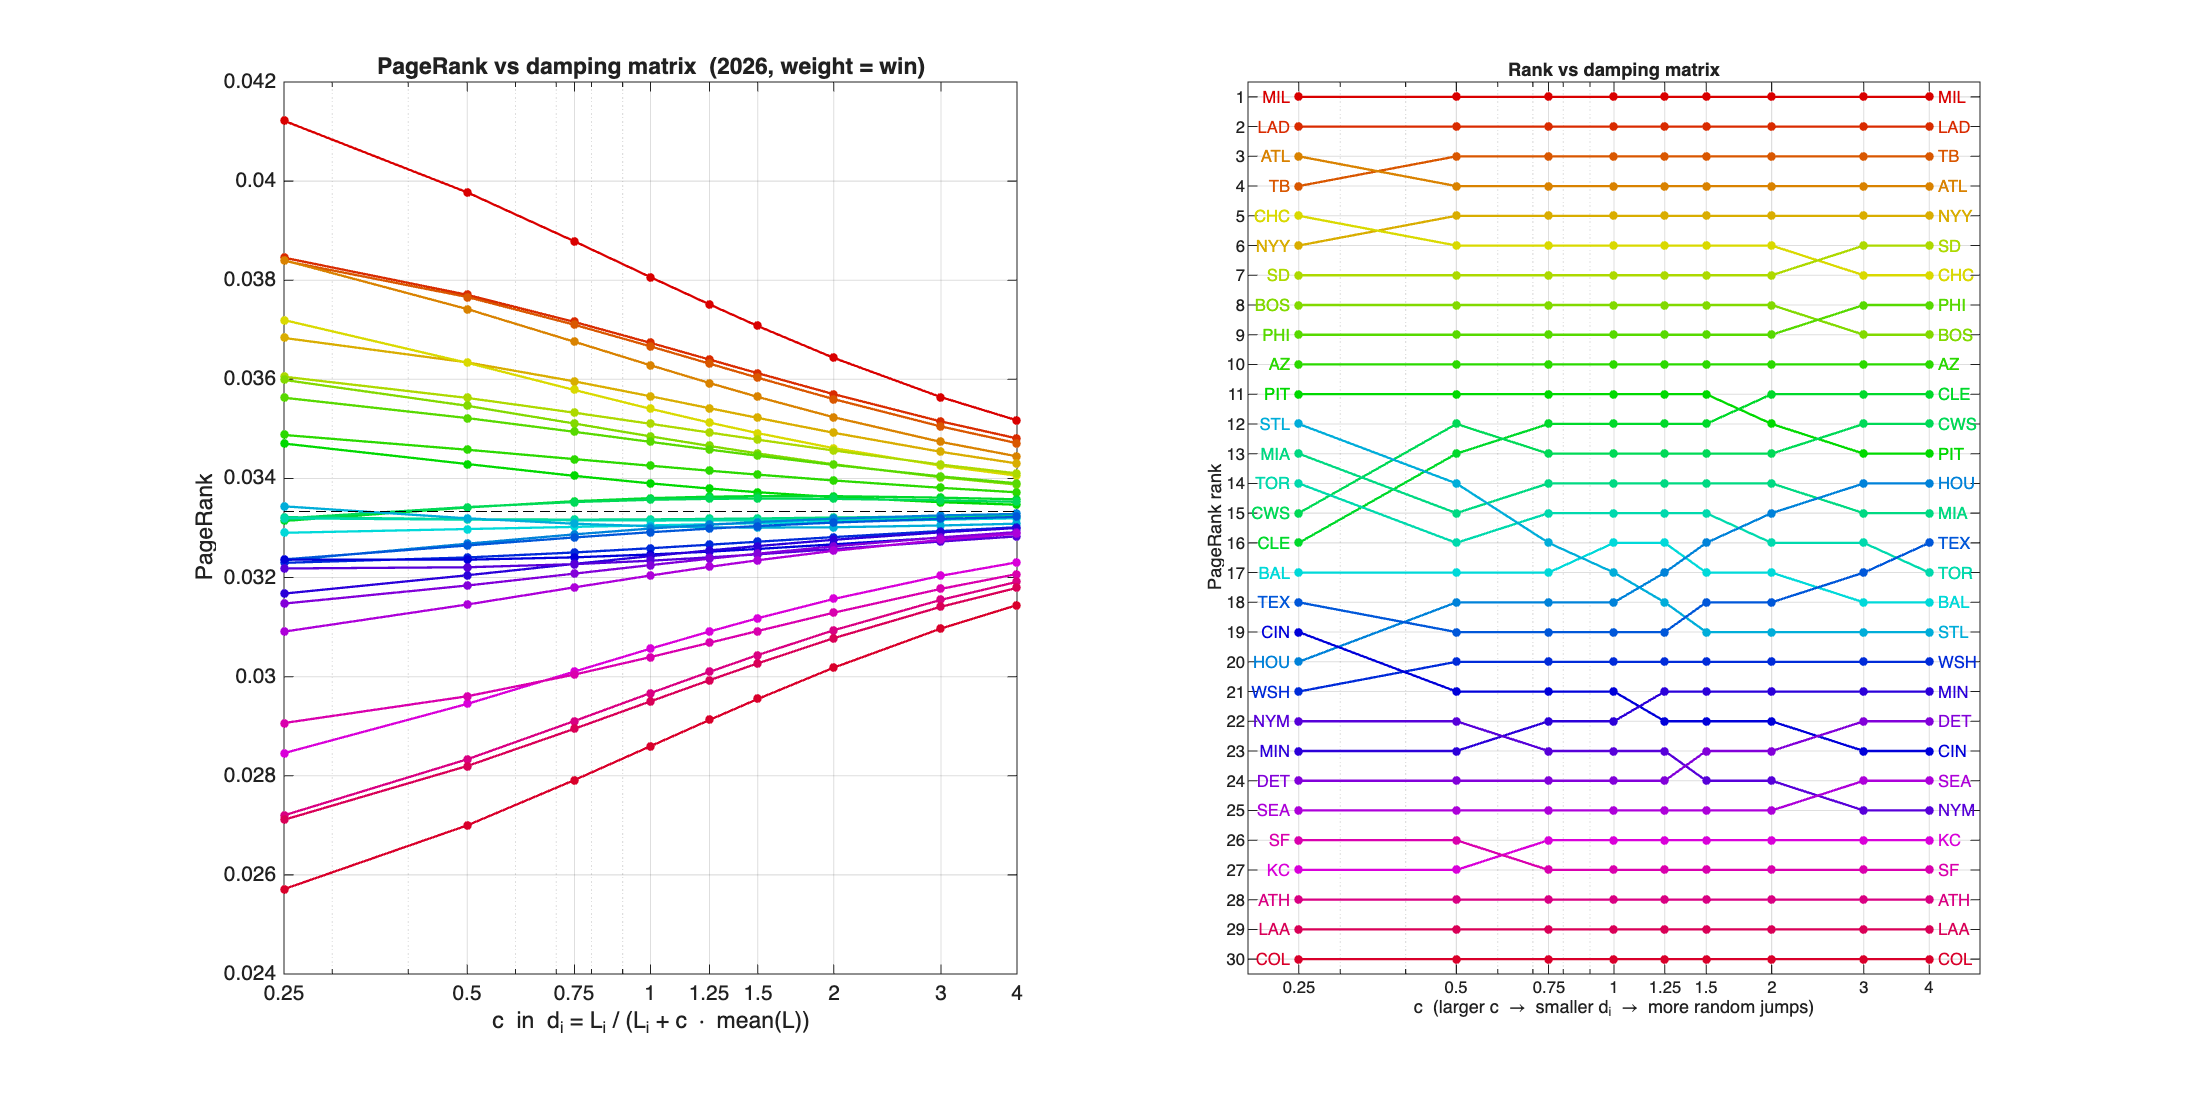 PageRank vs damping matrix (2026, weight = win)
0.042
0.04
0.038
0.036
0.034
0.032
0.03
0.028
0.026
0.024
PageRank
0.25 0.5 0.75 1 1.25 1.5 2 3 4
c in dᵢ = Lᵢ / (Lᵢ + c · mean(L))
Rank vs damping matrix
1 MIL MIL
2 LAD LAD
3 ATL TB
4 TB ATL
5 CHC NYY
6 NYY SD
7 SD CHC
8 BOS PHI
9 PHI BOS
10 AZ AZ
11 PIT CLE
12 STL CWS
13 MIA PIT
14 TOR HOU
15 CWS MIA
16 CLE TEX
17 BAL TOR
18 TEX BAL
19 CIN STL
20 HOU WSH
21 WSH MIN
22 NYM DET
23 MIN CIN
24 DET SEA
25 SEA NYM
26 SF KC
27 KC SF
28 ATH ATH
29 LAA LAA
30 COL COL
PageRank rank
0.25 0.5 0.75 1 1.25 1.5 2 3 4
c (larger c → smaller dᵢ → more random jumps)